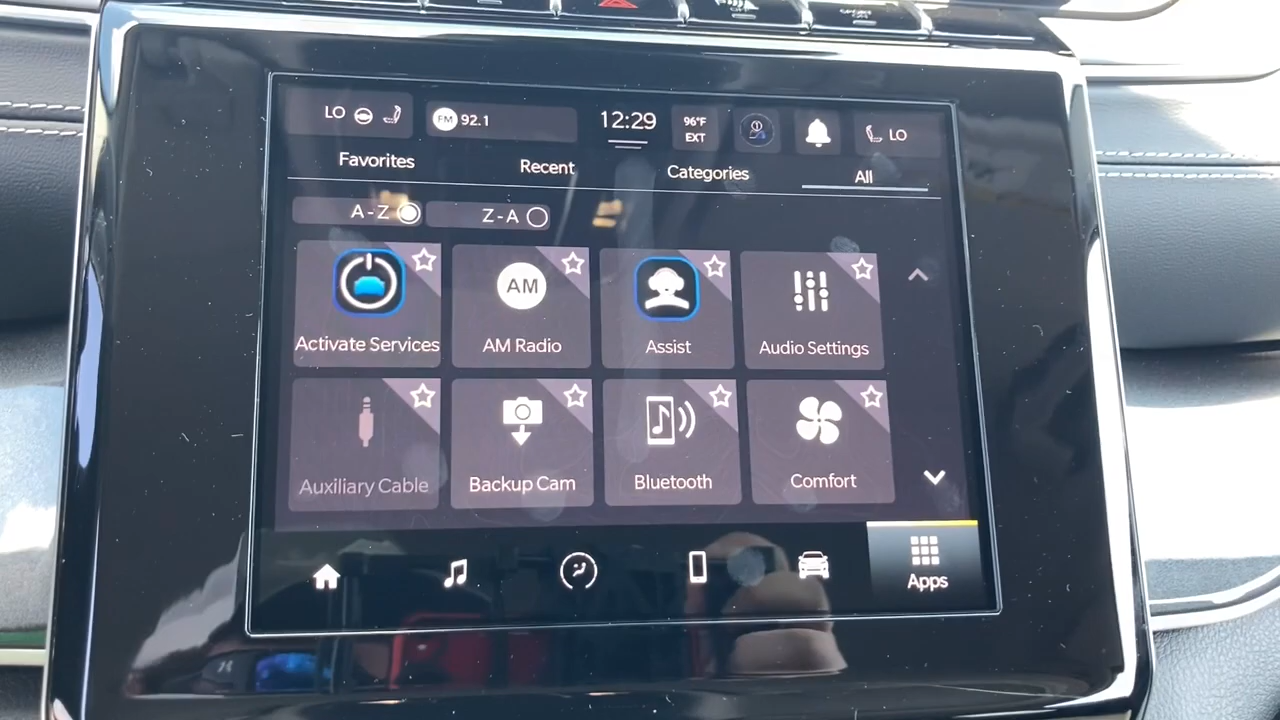 LO FM 92.1 12:29 96°F EXT LO
Favorites Recent Categories All
A - Z Z - A
AM
Activate Services AM Radio Assist Audio Settings
Auxiliary Cable Backup Cam Bluetooth Comfort
Apps